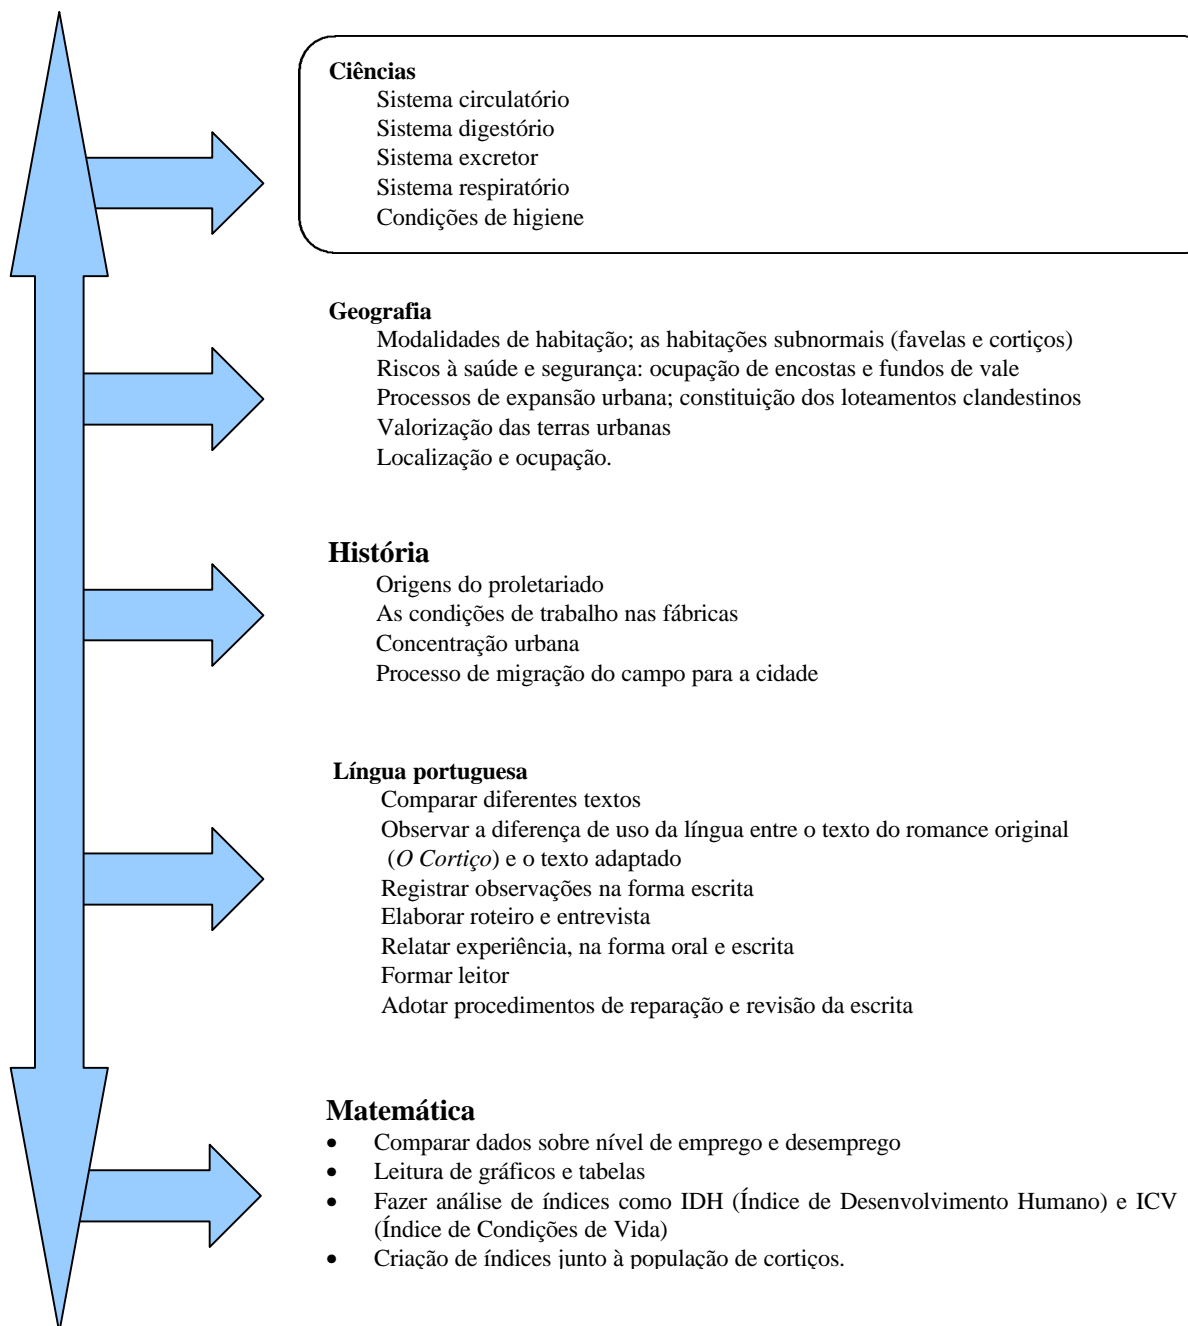 Ciências
Sistema circulatório
Sistema digestório
Sistema excretor
Sistema respiratório
Condições de higiene
Geografia
Modalidades de habitação; as habitações subnormais (favelas e cortiços)
Riscos à saúde e segurança: ocupação de encostas e fundos de vale
Processos de expansão urbana; constituição dos loteamentos clandestinos
Valorização das terras urbanas
Localização e ocupação.
História
Origens do proletariado
As condições de trabalho nas fábricas
Concentração urbana
Processo de migração do campo para a cidade
Língua portuguesa
Comparar diferentes textos
Observar a diferença de uso da língua entre o texto do romance original
(O Cortiço) e o texto adaptado
Registrar observações na forma escrita
Elaborar roteiro e entrevista
Relatar experiência, na forma oral e escrita
Formar leitor
Adotar procedimentos de reparação e revisão da escrita
Matemática
• Comparar dados sobre nível de emprego e desemprego
• Leitura de gráficos e tabelas
• Fazer análise de índices como IDH (Índice de Desenvolvimento Humano) e ICV
(Índice de Condições de Vida)
• Criação de índices junto à população de cortiços.